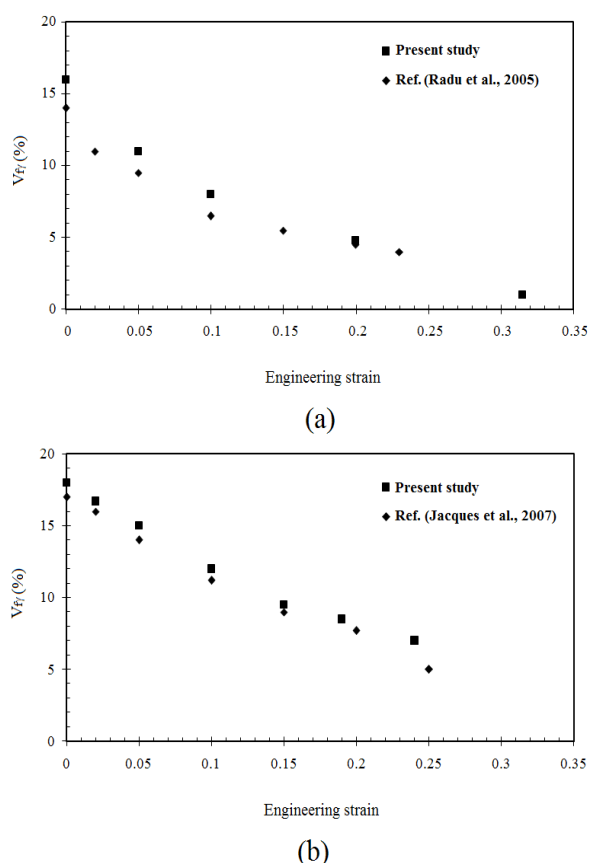 20
Present study
Ref. (Radu et al., 2005)
15
Vfγ (%)
10
5
0
0 0.05 0.1 0.15 0.2 0.25 0.3 0.35
Engineering strain
(a)
20
Present study
Ref. (Jacques et al., 2007)
15
Vfγ (%)
10
5
0
0 0.05 0.1 0.15 0.2 0.25 0.3 0.35
Engineering strain
(b)